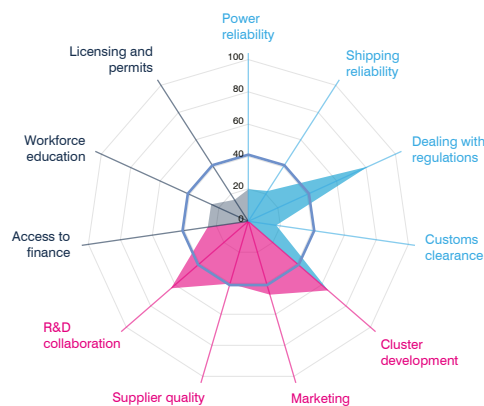 Power
reliability
Licensing and
permits
Shipping
reliability
100
80
60
40
20
0
Workforce
education
Dealing with
regulations
Access to
finance
Customs
clearance
R&D
collaboration
Cluster
development
Supplier quality
Marketing